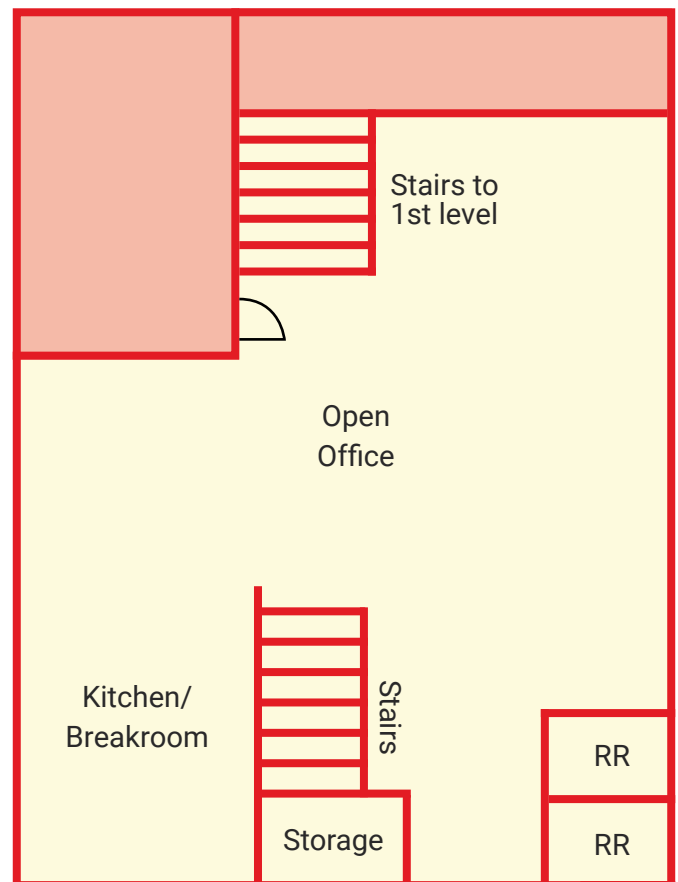 Stairs to
1st level
Open
Office
Kitchen/
Breakroom
Stairs
Storage
RR
RR